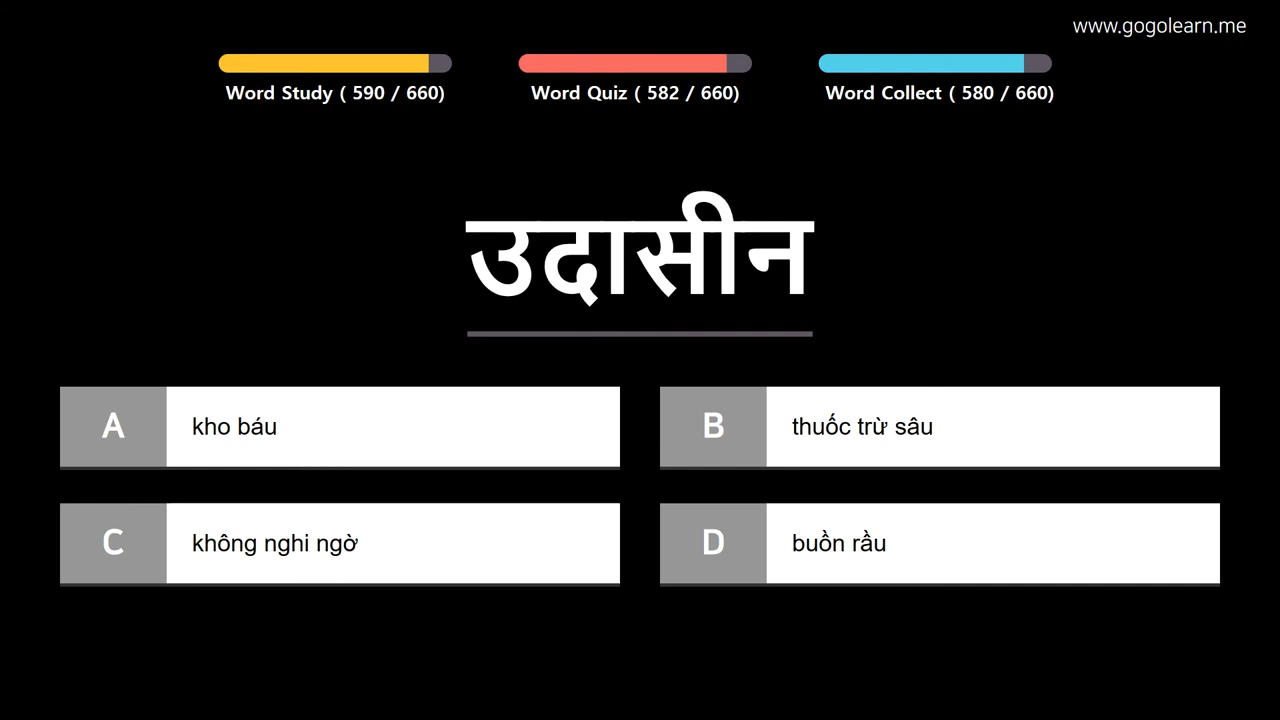 www.gogolearn.me
Word Study ( 590 / 660)
Word Quiz ( 582 / 660)
Word Collect ( 580 / 660)
उदासीन
A kho báu
B thuốc trừ sâu
C không nghi ngờ
D buồn rầu